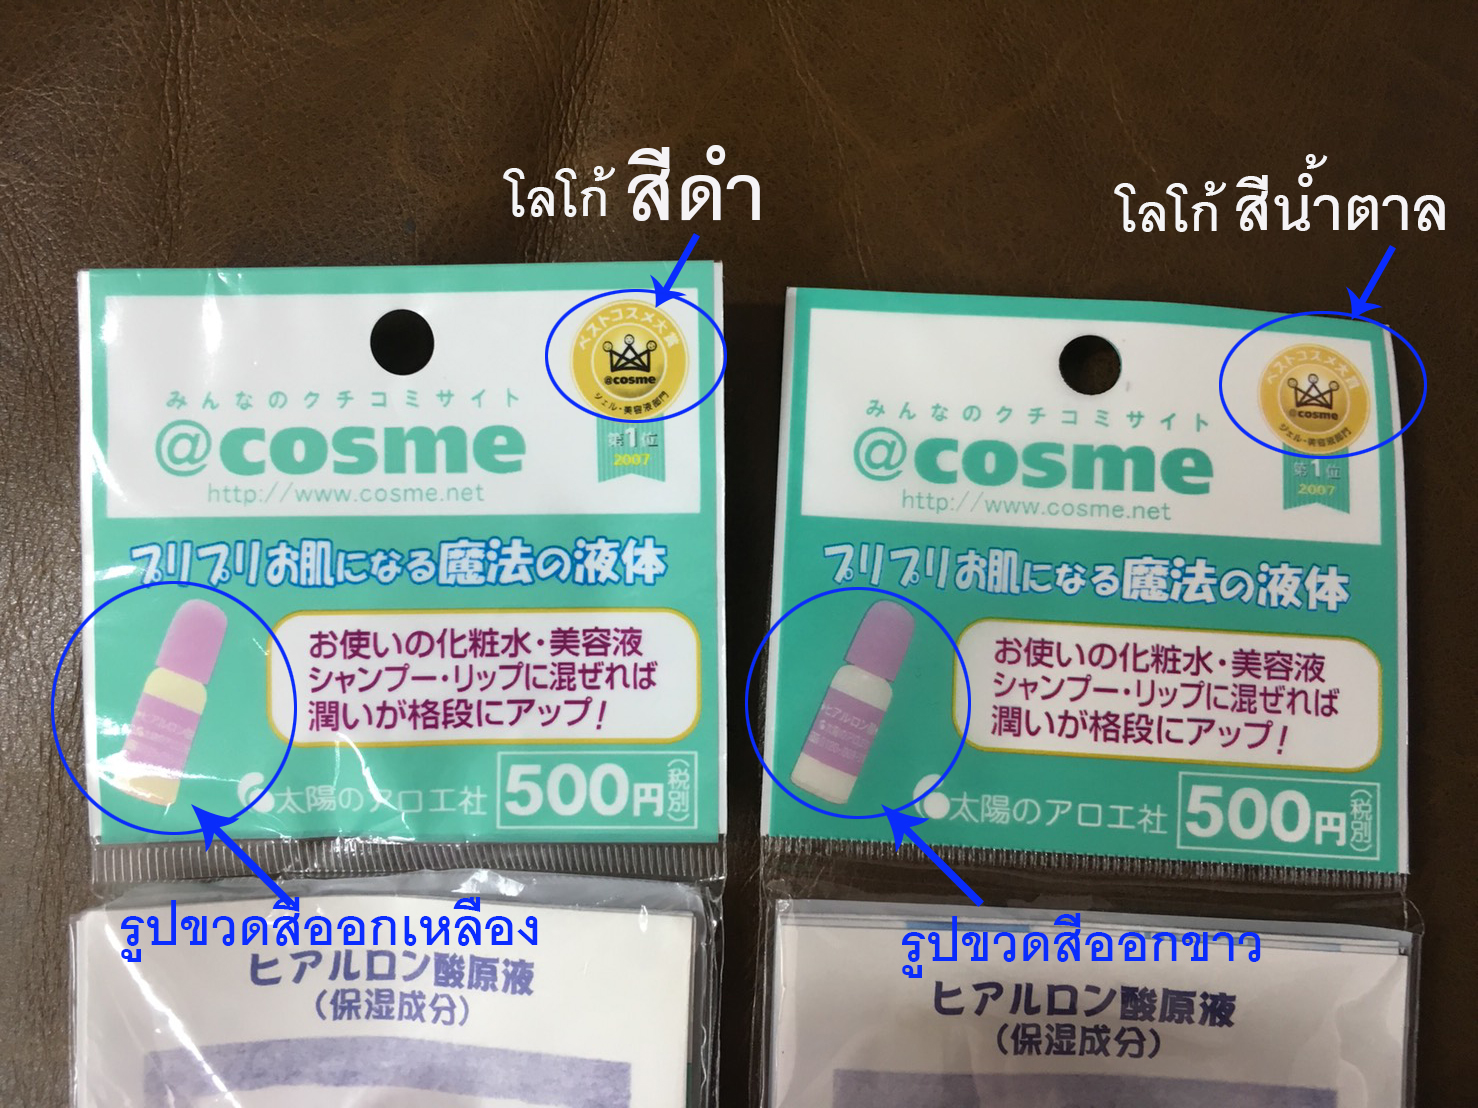 โลโก้ สีดำ
ベストコスメ大賞
@cosme
ジェル・美容液部門
第1位
2007
みんなのクチコミサイト
@cosme
http://www.cosme.net
プリプリお肌になる魔法の液体
お使いの化粧水・美容液
シャンプー・リップに混ぜれば
潤いが格段にアップ!
太陽のアロエ社
500円(税別)
รูปขวดสีออกเหลือง
ヒアルロン酸原液
(保湿成分)
โลโก้ สีน้ำตาล
ベストコスメ大賞
@cosme
ジェル・美容液部門
第1位
2007
みんなのクチコミサイト
@cosme
http://www.cosme.net
プリプリお肌になる魔法の液体
お使いの化粧水・美容液
シャンプー・リップに混ぜれば
潤いが格段にアップ!
ヒアルロン酸
太陽のアロエ社
500円(税別)
รูปขวดสีออกขาว
ヒアルロン酸原液
(保湿成分)